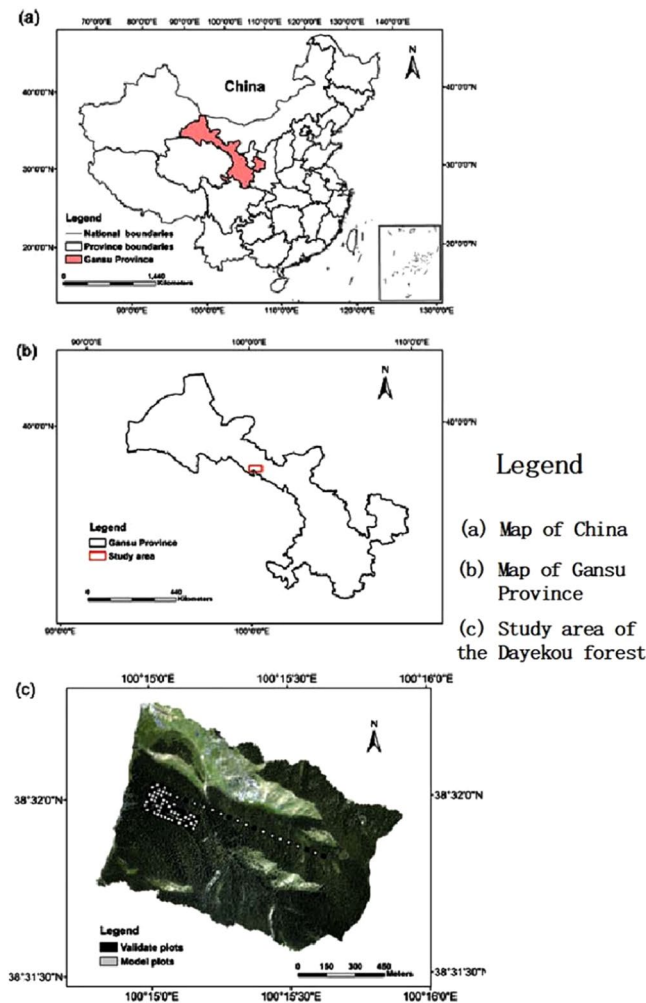 (a)
70°0'0"E 80°0'0"E 90°0'0"E 100°0'0"E 110°0'0"E 120°0'0"E 130°0'0"E 140°0'0"E
N
China
40°0'0"N
40°0'0"N
30°0'0"N
30°0'0"N
Legend
National boundaries
Province boundaries
Gansu Province
20°0'0"N
20°0'0"N
0 1,440
Kilometers
90°0'0"E 100°0'0"E 110°0'0"E 120°0'0"E 130°0'0"E
(b)
90°0'0"E 100°0'0"E 110°0'0"E
N
40°0'0"N
40°0'0"N
Legend
Gansu Province
Study area
0 440
Kilometers
90°0'0"E 100°0'0"E
Legend
(a) Map of China
(b) Map of Gansu
Province
(c) Study area of
the Dayekou forest
(c)
100°15'0"E 100°15'30"E 100°16'0"E
N
38°32'0"N
38°32'0"N
Legend
Validate plots
Model plots
0 150 300 450
Meters
38°31'30"N
38°31'30"N
100°15'0"E 100°15'30"E 100°16'0"E